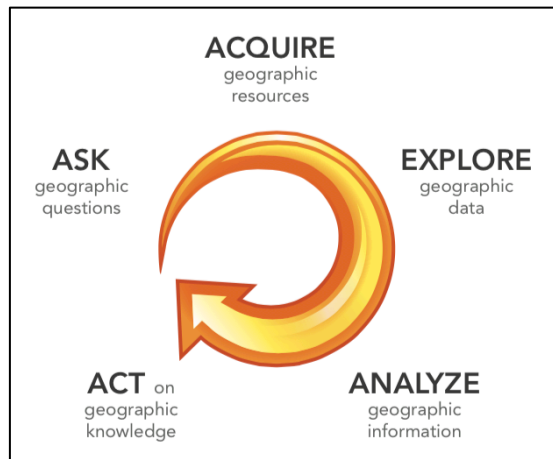 ACQUIRE
geographic
resources
ASK
geographic
questions
EXPLORE
geographic
data
ACT on
geographic
knowledge
ANALYZE
geographic
information